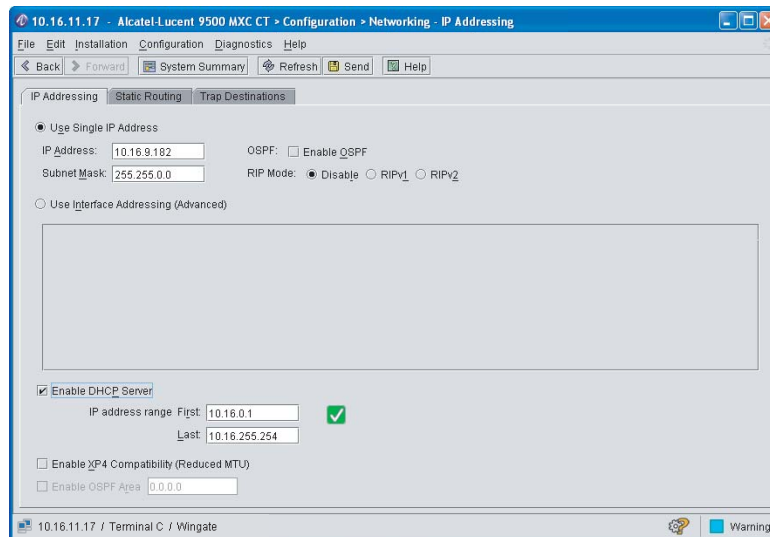 10.16.11.17 - Alcatel-Lucent 9500 MXC CT > Configuration > Networking - IP Addressing
File Edit Installation Configuration Diagnostics Help
Back Forward System Summary Refresh Send Help
IP Addressing Static Routing Trap Destinations
Use Single IP Address
IP Address: 10.16.9.182 OSPF: Enable OSPF
Subnet Mask: 255.255.0.0 RIP Mode: Disable RIPv1 RIPv2
Use Interface Addressing (Advanced)
Enable DHCP Server
IP address range First: 10.16.0.1
Last: 10.16.255.254
Enable XP4 Compatibility (Reduced MTU)
Enable OSPF Area 0.0.0.0
10.16.11.17 / Terminal C / Wingate Warning